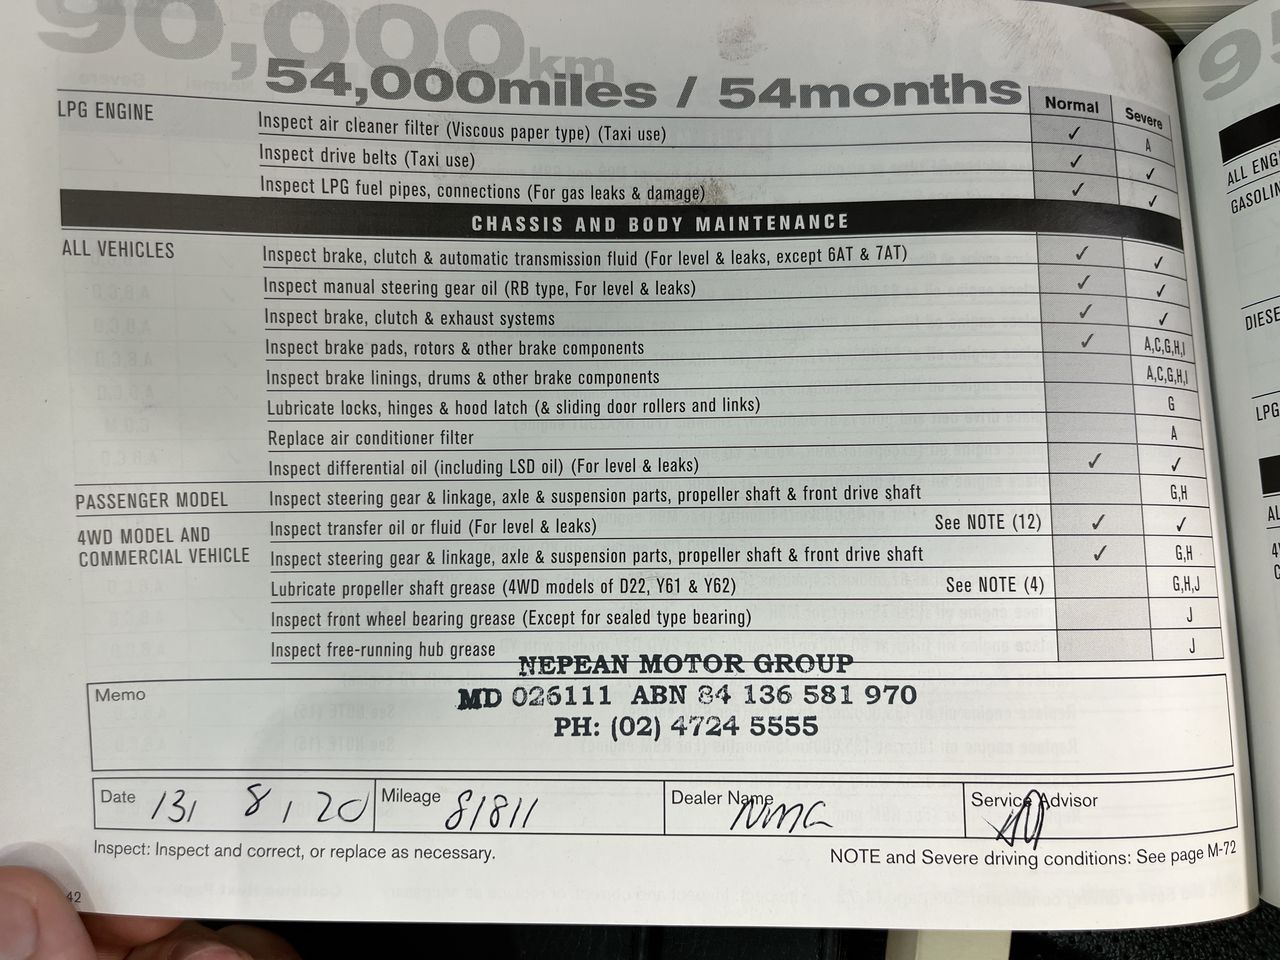 90,000km
54,000miles / 54months
Normal Severe
LPG ENGINE Inspect air cleaner filter (Viscous paper type) (Taxi use) ✓ A
Inspect drive belts (Taxi use) ✓ ✓
Inspect LPG fuel pipes, connections (For gas leaks & damage) ✓ ✓
CHASSIS AND BODY MAINTENANCE
ALL VEHICLES Inspect brake, clutch & automatic transmission fluid (For level & leaks, except 6AT & 7AT) ✓ ✓
Inspect manual steering gear oil (RB type, For level & leaks) ✓ ✓
Inspect brake, clutch & exhaust systems ✓ ✓
Inspect brake pads, rotors & other brake components ✓ A,C,G,H,I
Inspect brake linings, drums & other brake components A,C,G,H,I
Lubricate locks, hinges & hood latch (& sliding door rollers and links) G
Replace air conditioner filter A
Inspect differential oil (including LSD oil) (For level & leaks) ✓ ✓
PASSENGER MODEL Inspect steering gear & linkage, axle & suspension parts, propeller shaft & front drive shaft G,H
4WD MODEL AND Inspect transfer oil or fluid (For level & leaks) See NOTE (12) ✓ ✓
COMMERCIAL VEHICLE Inspect steering gear & linkage, axle & suspension parts, propeller shaft & front drive shaft ✓ G,H
Lubricate propeller shaft grease (4WD models of D22, Y61 & Y62) See NOTE (4) G,H,J
Inspect front wheel bearing grease (Except for sealed type bearing) J
Inspect free-running hub grease J
NEPEAN MOTOR GROUP
Memo MD 026111 ABN 84 136 581 970
PH: (02) 4724 5555
Date 13/ 8 / 20 Mileage 81811 Dealer Name NMG Service Advisor
Inspect: Inspect and correct, or replace as necessary. NOTE and Severe driving conditions: See page M-72
42
95
ALL ENG
GASOLIN
DIESE
LPG